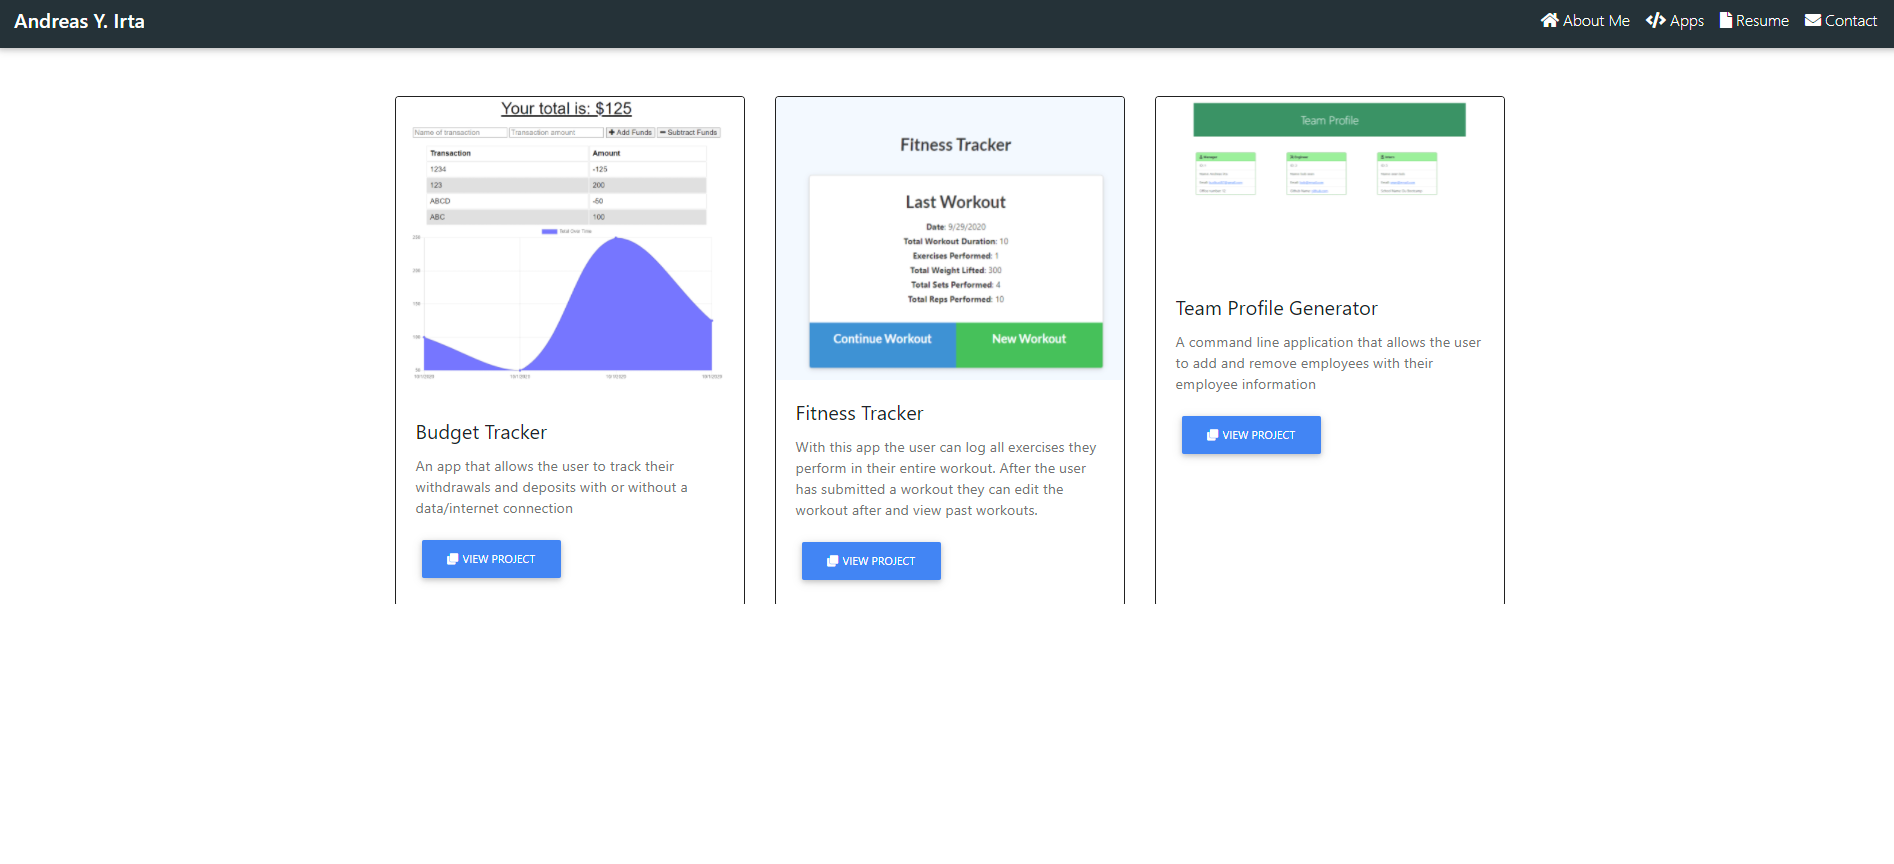 Andreas Y. Irta
About Me
Apps
Resume
Contact
Your total is: $125
Name of transaction
Transaction amount
Add Funds
Subtract Funds
Transaction Amount
1234 -125
123 200
ABCD -50
ABC 100
Total Over Time
Budget Tracker
An app that allows the user to track their
withdrawals and deposits with or without a
data/internet connection
VIEW PROJECT
Fitness Tracker
Last Workout
Date: 9/29/2020
Total Workout Duration: 10
Exercises Performed: 1
Total Weight Lifted: 300
Total Sets Performed: 4
Total Reps Performed: 10
Continue Workout
New Workout
Fitness Tracker
With this app the user can log all exercises they
perform in their entire workout. After the user
has submitted a workout they can edit the
workout after and view past workouts.
VIEW PROJECT
Team Profile
Manager
Engineer
Team Profile Generator
A command line application that allows the user
to add and remove employees with their
employee information
VIEW PROJECT